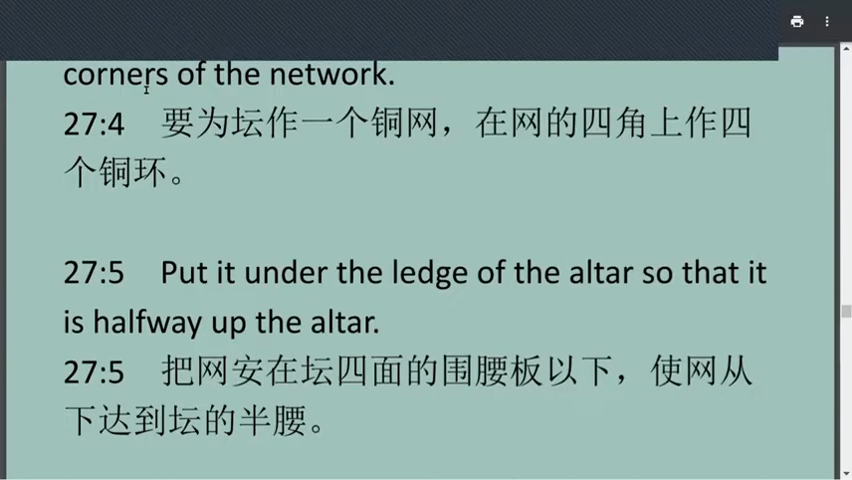 corners of the network.
27:4 要为坛作一个铜网，在网的四角上作四
个铜环。
27:5 Put it under the ledge of the altar so that it
is halfway up the altar.
27:5 把网安在坛四面的围腰板以下，使网从
下达到坛的半腰。